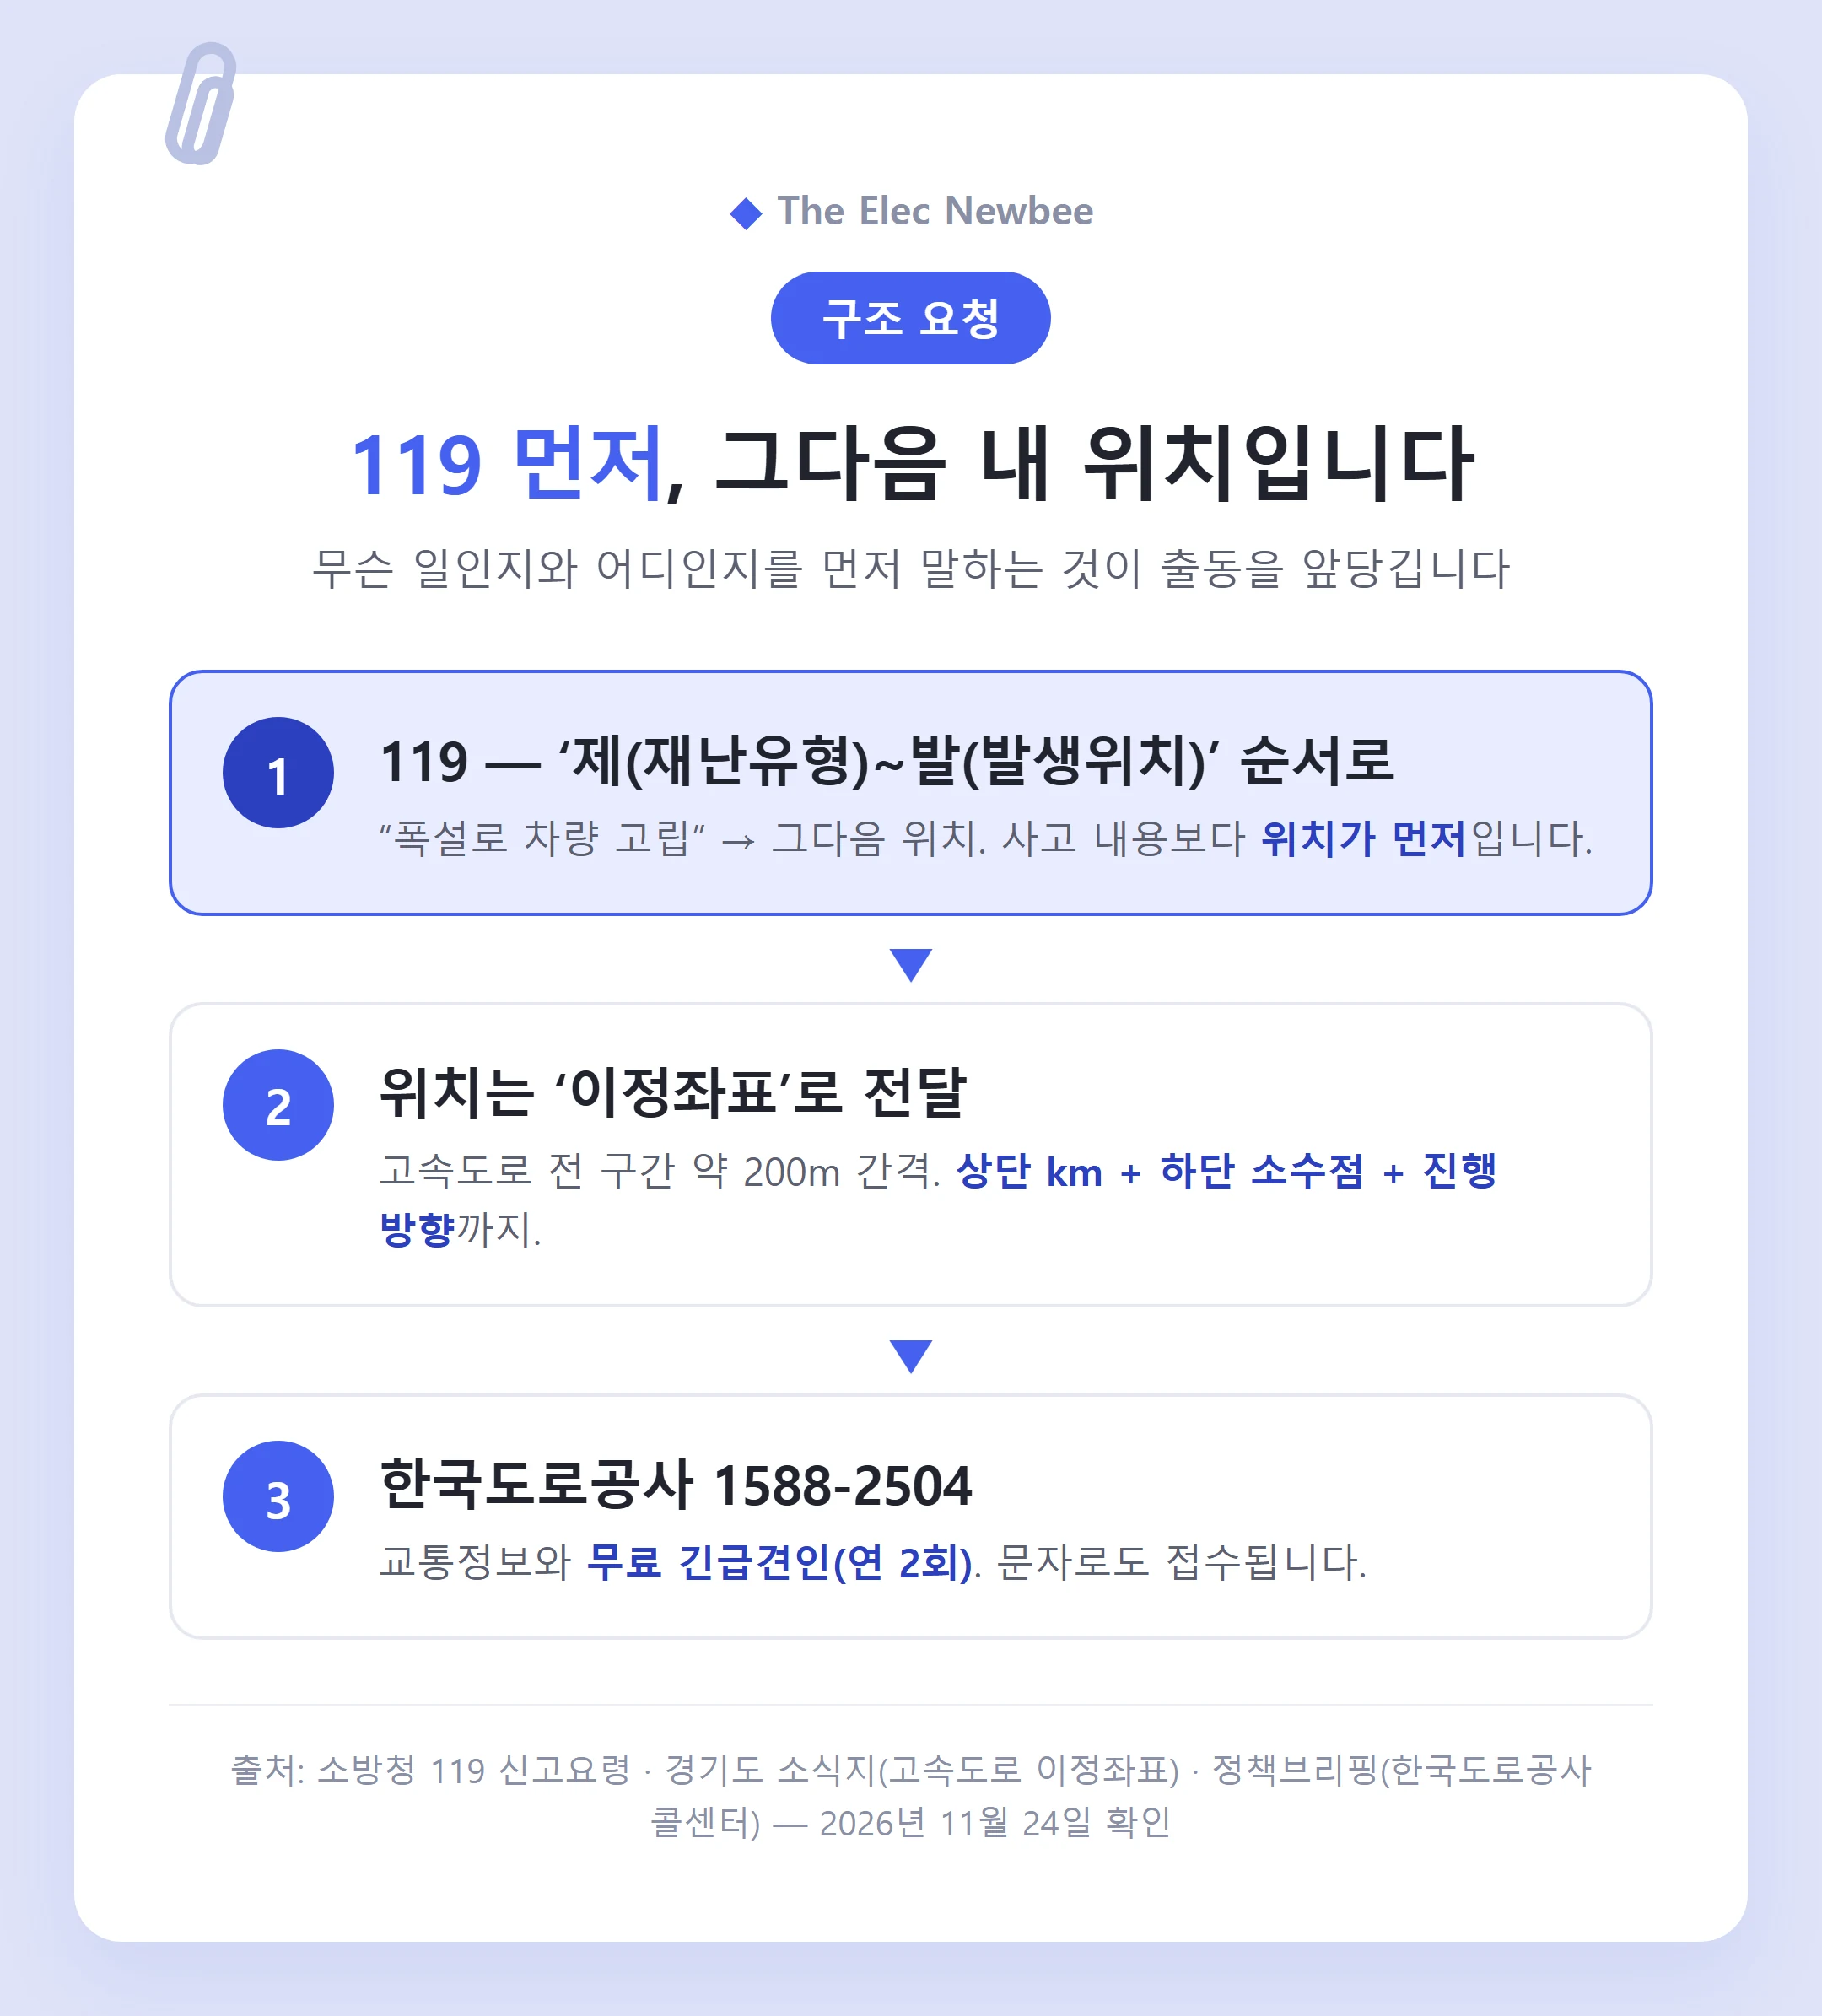 The Elec Newbee
구조 요청
119 먼저, 그다음 내 위치입니다
무슨 일인지와 어디인지를 먼저 말하는 것이 출동을 앞당깁니다
1
119 — ‘제(재난유형)~발(발생위치)’ 순서로
“폭설로 차량 고립” → 그다음 위치. 사고 내용보다 위치가 먼저입니다.
2
위치는 ‘이정좌표’로 전달
고속도로 전 구간 약 200m 간격. 상단 km + 하단 소수점 + 진행
방향까지.
3
한국도로공사 1588-2504
교통정보와 무료 긴급견인(연 2회). 문자로도 접수됩니다.
출처: 소방청 119 신고요령 · 경기도 소식지(고속도로 이정좌표) · 정책브리핑(한국도로공사
콜센터) — 2026년 11월 24일 확인